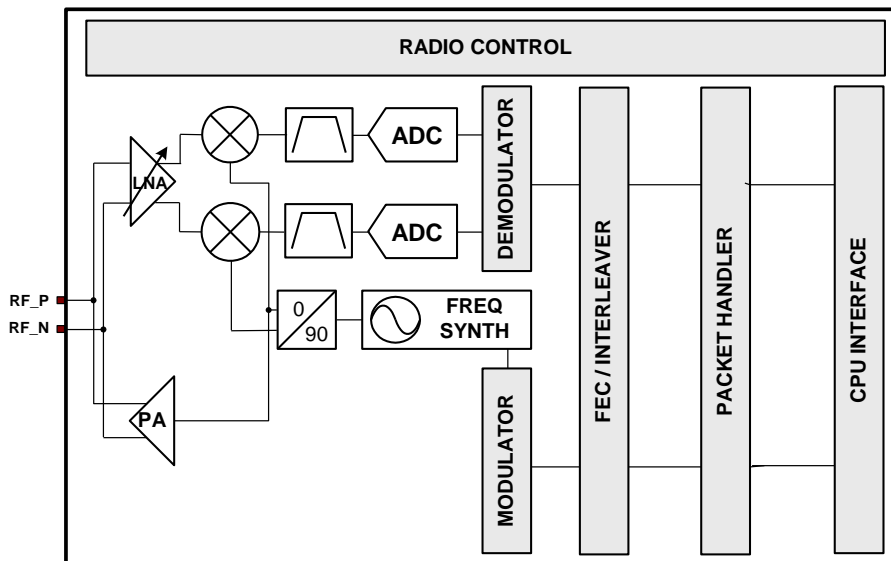 RADIO CONTROL
LNA
ADC
ADC
DEMODULATOR
FEC / INTERLEAVER
PACKET HANDLER
CPU INTERFACE
RF_P
RF_N
0
90
FREQ
SYNTH
PA
MODULATOR